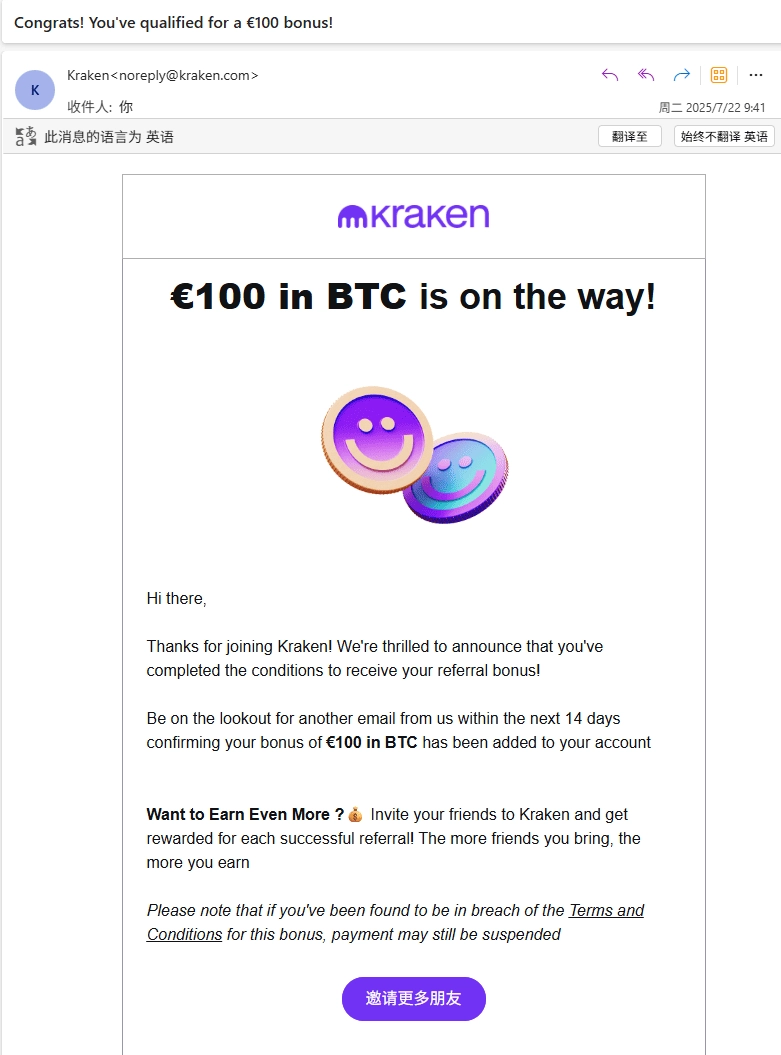 Congrats! You've qualified for a €100 bonus!
Kraken<noreply@kraken.com>
K
收件人: 你
周二 2025/7/22 9:41
此消息的语言为 英语
翻译至
始终不翻译 英语
kraken
€100 in BTC is on the way!
Hi there,
Thanks for joining Kraken! We're thrilled to announce that you've
completed the conditions to receive your referral bonus!
Be on the lookout for another email from us within the next 14 days
confirming your bonus of €100 in BTC has been added to your account
Want to Earn Even More ?💰 Invite your friends to Kraken and get
rewarded for each successful referral! The more friends you bring, the
more you earn
Please note that if you've been found to be in breach of the Terms and
Conditions for this bonus, payment may still be suspended
邀请更多朋友